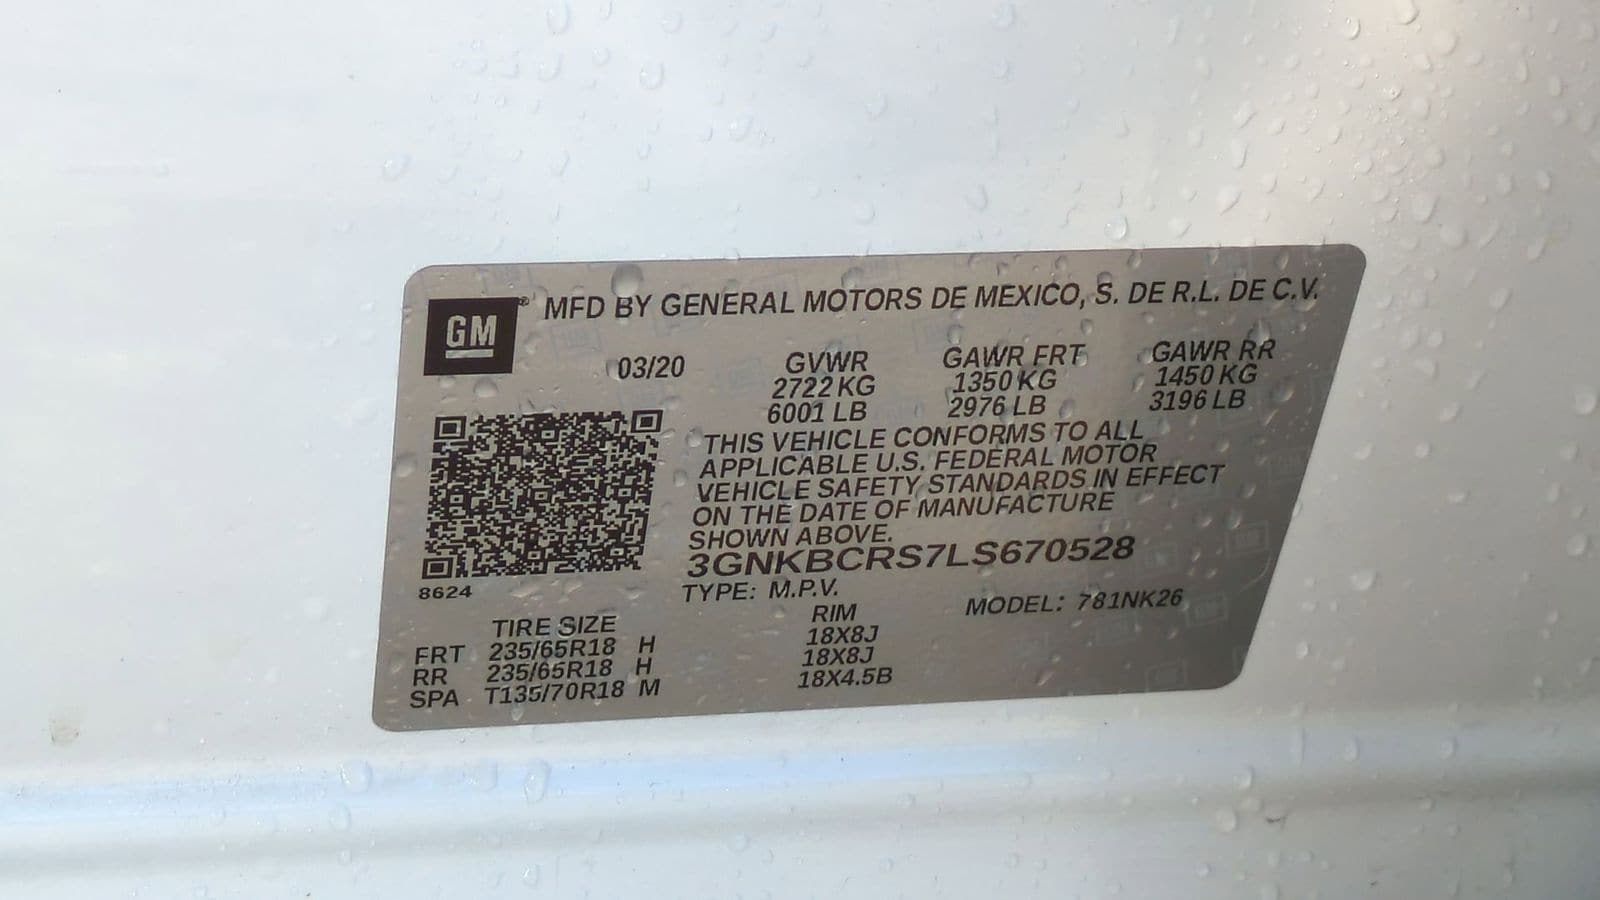 GM® MFD BY GENERAL MOTORS DE MEXICO, S. DE R.L. DE C.V.
03/20 GVWR GAWR FRT GAWR RR
2722 KG 1350 KG 1450 KG
6001 LB 2976 LB 3196 LB
THIS VEHICLE CONFORMS TO ALL
APPLICABLE U.S. FEDERAL MOTOR
VEHICLE SAFETY STANDARDS IN EFFECT
ON THE DATE OF MANUFACTURE
SHOWN ABOVE.
3GNKBCRS7LS670528
8624 TYPE: M.P.V. MODEL: 781NK26
TIRE SIZE RIM
FRT 235/65R18 H 18X8J
RR 235/65R18 H 18X8J
SPA T135/70R18 M 18X4.5B